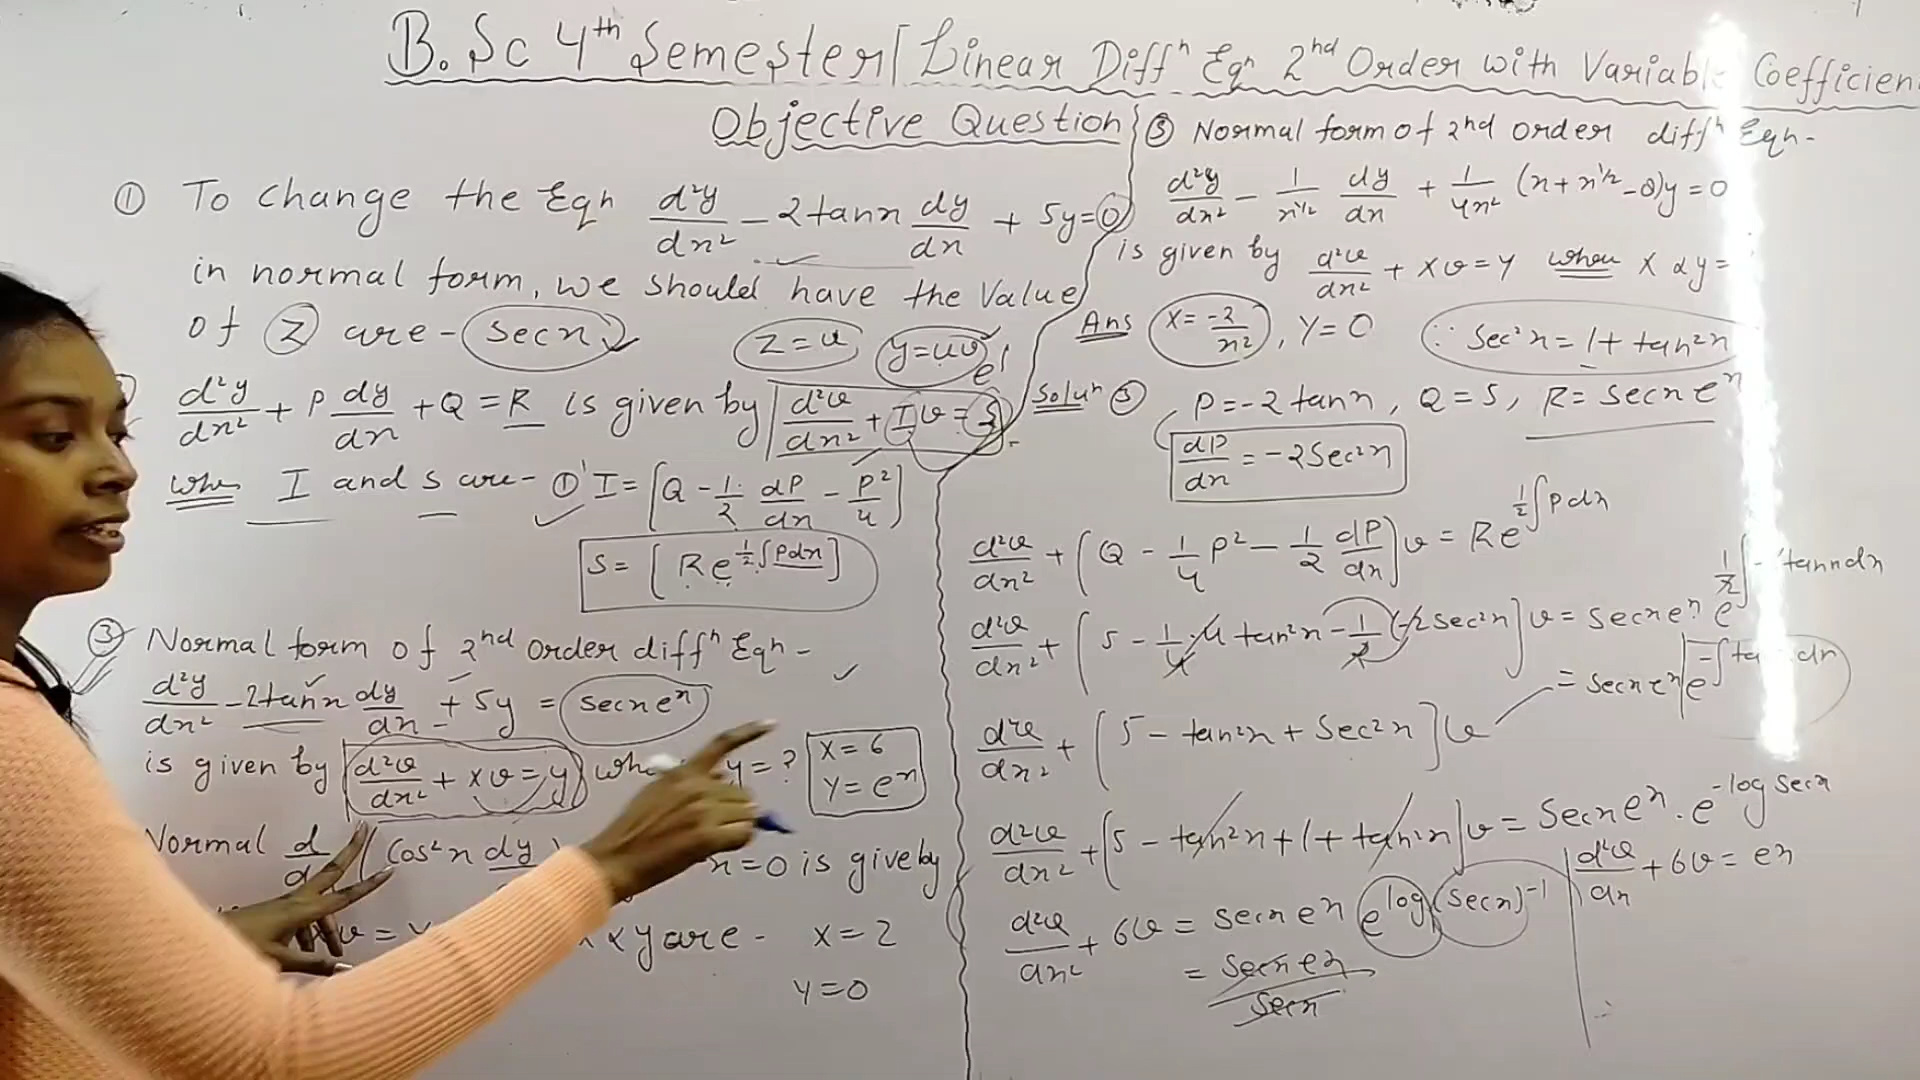 B.Sc 4th Semester / Linear Diffⁿ Eqⁿ 2nd Order with Variable Coefficien
Objective Question
① To change the Eqn d²y/dx² - 2tanx dy/dx + 5y=0
in normal form, we should have the Value
of Z are - secx   Z=u   y=uv
d²y/dx² + P dy/dx + Q = R is given by d²v/dx² + Iv = S
when I and S are - ① I = [Q - 1/2 dP/dx - P²/4]
S = [R e^(1/2∫Pdx)]
③ Normal form of 2nd Order diffⁿ Eqn -
d²y/dx² - 2tanx dy/dx + 5y = secx eˣ
is given by d²v/dx² + xv = y y=? x=6
y=eˣ
Normal (cos²x dy x=0 is give by
x & y are - x=2
y=0
⑤ Normal form of 2nd order diffⁿ Eqn -
d²y/dx² - 1/x^½ dy/dx + 1/4x² (x + x^½ - 8)y = 0
is given by d²v/dx² + xv = y when x & y =
Ans x = -2/x², y=0   ∵ sec²x = 1 + tan²x
Soluⁿ ③ P = -2tanx, Q=5, R = secx eˣ
dP/dx = -2sec²x
d²v/dx² + (Q - 1/4 P² - 1/2 dP/dx)v = R e^(1/2∫Pdx)
d²v/dx² + (5 - 1/4 · 4 tan²x - 1/2 (-2sec²x)]v = secx eˣ e^(1/2∫-2tanxdx)
= secx eˣ
d²v/dx² + (5 - tan²x + sec²x]v
d²v/dx² + (5 - tan²x + 1 + tan²x]v = secx eˣ · e^(-log secx)
d²v/dx² + 6v = secx eˣ e^(log(secx)^-1)
= secx eˣ/secx
d²v/dx + 6v = ex